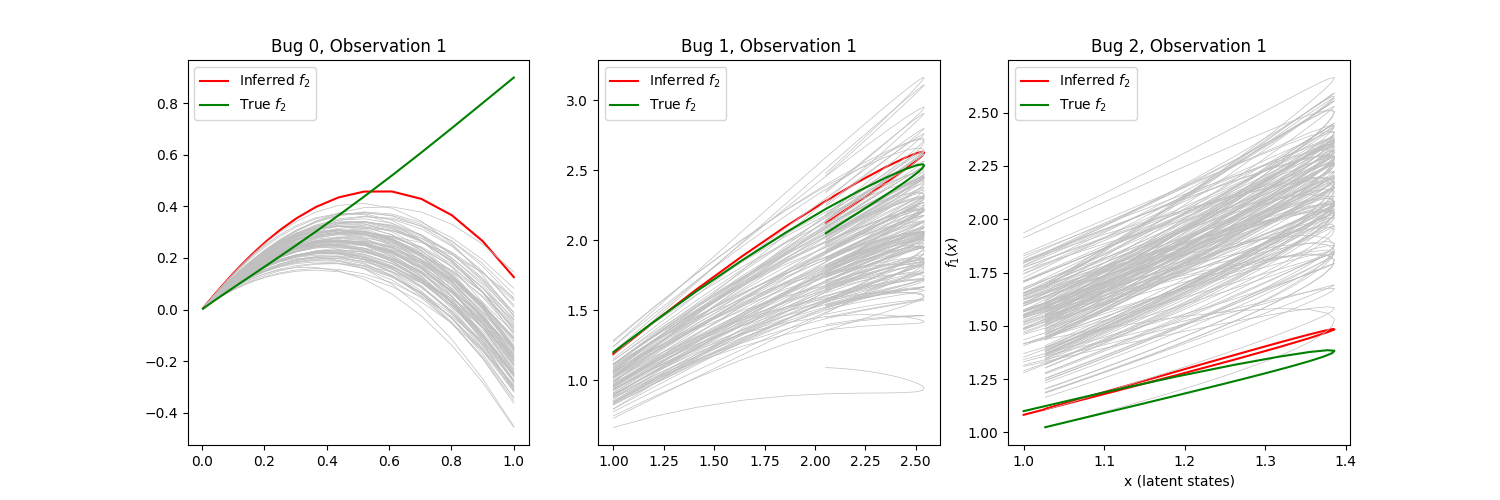 Bug 0, Observation 1
Inferred f₂
True f₂
0.8
0.6
0.4
0.2
0.0
−0.2
−0.4
0.0 0.2 0.4 0.6 0.8 1.0
Bug 1, Observation 1
Inferred f₂
True f₂
3.0
2.5
2.0
1.5
1.0
1.00 1.25 1.50 1.75 2.00 2.25 2.50
Bug 2, Observation 1
Inferred f₂
True f₂
f₁(x)
2.50
2.25
2.00
1.75
1.50
1.25
1.00
1.0 1.1 1.2 1.3 1.4
x (latent states)